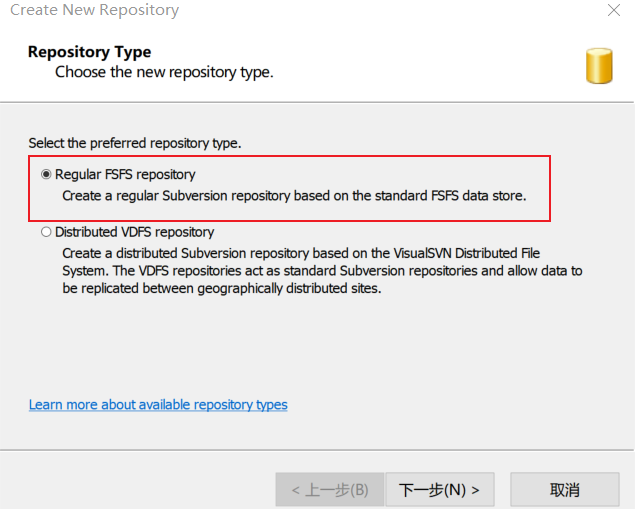 Create New Repository
Repository Type
Choose the new repository type.
Select the preferred repository type.
Regular FSFS repository
Create a regular Subversion repository based on the standard FSFS data store.
Distributed VDFS repository
Create a distributed Subversion repository based on the VisualSVN Distributed File
System. The VDFS repositories act as standard Subversion repositories and allow data to
be replicated between geographically distributed sites.
Learn more about available repository types
< 上一步(B) 下一步(N) > 取消